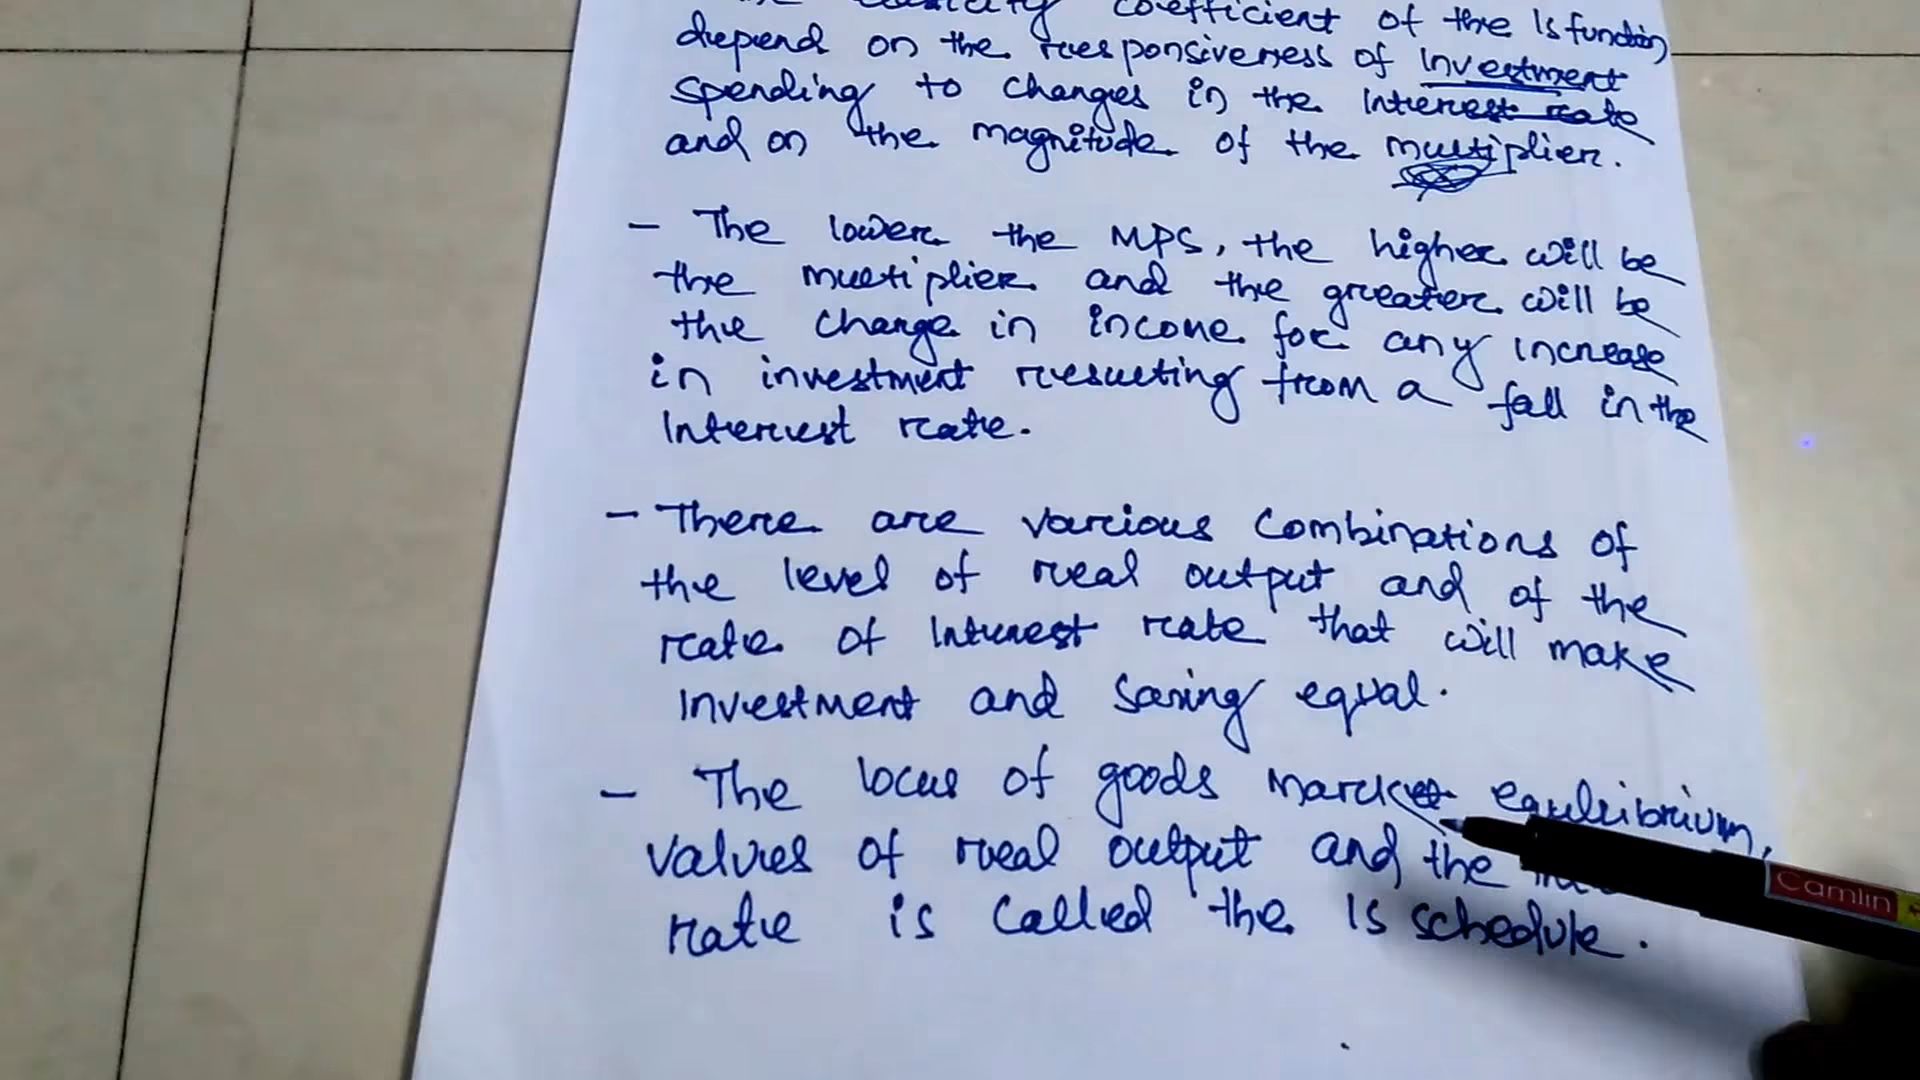 coefficient of the Is function
depend on the responsiveness of Investment
spending to changes in the Interest rate
and on the magnitude of the multiplier.
- The lower the MPS, the higher will be
the multiplier and the greater will be
the change in income for any increase
in investment resulting from a fall in the
Interest rate.
- There are various combinations of
the level of real output and of the
rate of Interest rate that will make
Investment and saving equal.
- The locus of goods market equilibrium
values of real output and the
rate is called the Is schedule.
Camlin